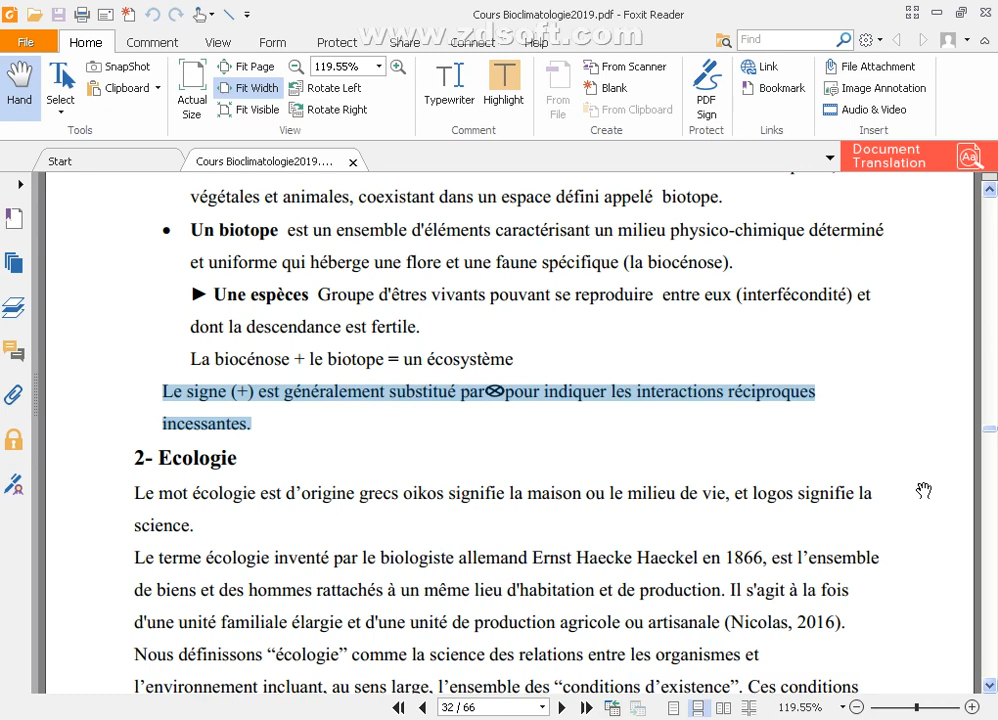 Cours Bioclimatologie2019.pdf - Foxit Reader
www.zdsoft.com
File Home Comment View Form Protect Share Connect Help Find
Hand
Select
SnapShot
Clipboard
Tools
Actual Size
Fit Page
Fit Width
Fit Visible
119.55%
Rotate Left
Rotate Right
View
Typewriter
Highlight
Comment
From File
From Scanner
Blank
From Clipboard
Create
PDF Sign
Protect
Link
Bookmark
Links
File Attachment
Image Annotation
Audio & Video
Insert
Start
Cours Bioclimatologie2019....
Document Translation
végétales et animales, coexistant dans un espace défini appelé biotope.
• Un biotope est un ensemble d'éléments caractérisant un milieu physico-chimique déterminé
et uniforme qui héberge une flore et une faune spécifique (la biocénose).
► Une espèces Groupe d'êtres vivants pouvant se reproduire entre eux (interfécondité) et
dont la descendance est fertile.
La biocénose + le biotope = un écosystème
Le signe (+) est généralement substitué par⊗pour indiquer les interactions réciproques
incessantes.
2- Ecologie
Le mot écologie est d’origine grecs oikos signifie la maison ou le milieu de vie, et logos signifie la
science.
Le terme écologie inventé par le biologiste allemand Ernst Haecke Haeckel en 1866, est l’ensemble
de biens et des hommes rattachés à un même lieu d'habitation et de production. Il s'agit à la fois
d'une unité familiale élargie et d'une unité de production agricole ou artisanale (Nicolas, 2016).
Nous définissons “écologie” comme la science des relations entre les organismes et
l’environnement incluant, au sens large, l’ensemble des “conditions d’existence”. Ces conditions
32 / 66
119.55%